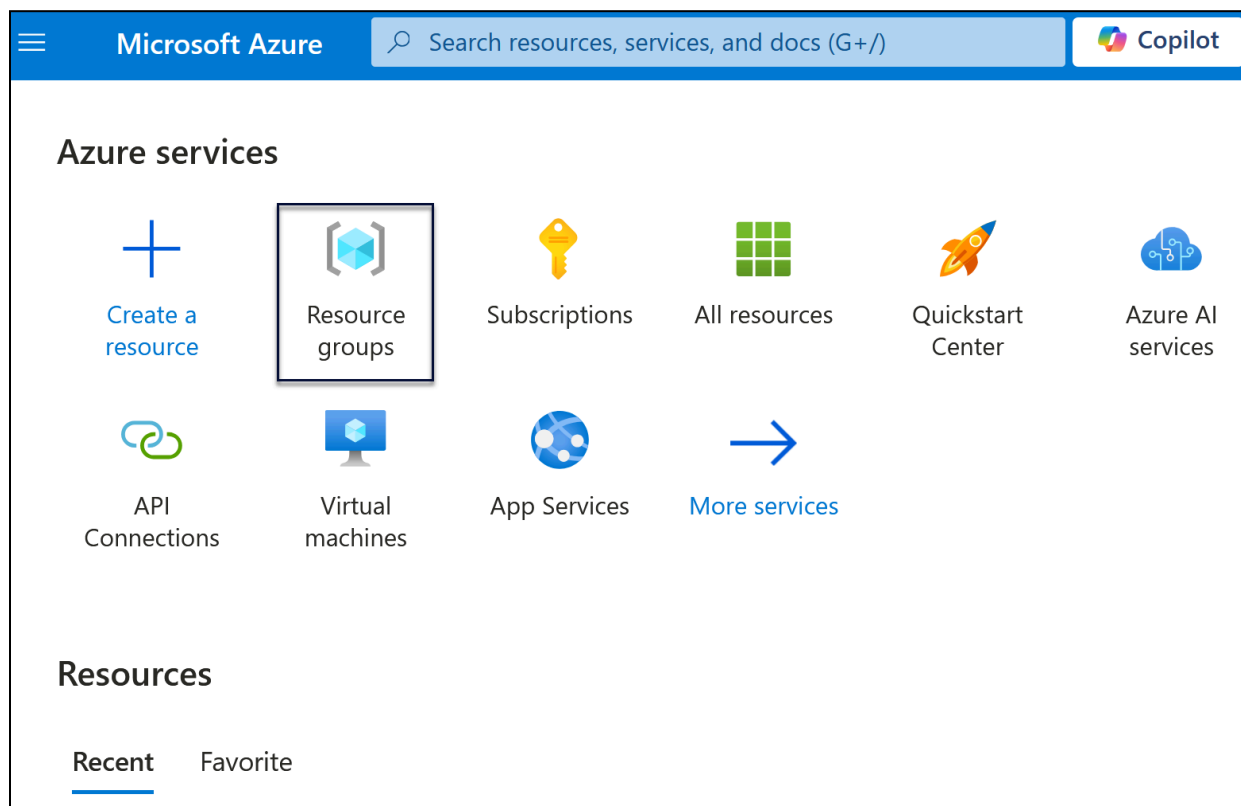 Microsoft Azure
Search resources, services, and docs (G+/)
Copilot
Azure services
Create a
resource
Resource
groups
Subscriptions
All resources
Quickstart
Center
Azure AI
services
API
Connections
Virtual
machines
App Services
More services
Resources
Recent
Favorite